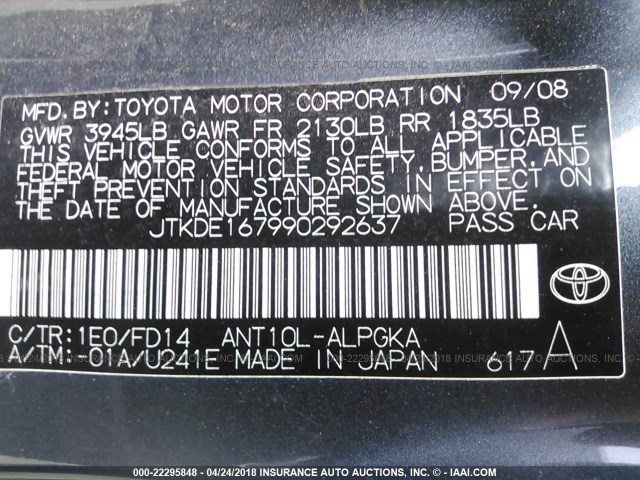 MFD.BY:TOYOTA MOTOR CORPORATION 09/08
GVWR 3945LB GAWR FR 2130LB RR 1835LB
THIS VEHICLE CONFORMS TO ALL APPLICABLE
FEDERAL MOTOR VEHICLE SAFETY,BUMPER,AND
THEFT PREVENTION STANDARDS IN EFFECT ON
THE DATE OF MANUFACTURE SHOWN ABOVE.
JTKDE167990292637 PASS CAR
C/TR:1E0/FD14 ANT10L-ALPGKA
A/TM: -01A/U241E MADE IN JAPAN 617 A
000-22295848 - 04/24/2018 INSURANCE AUTO AUCTIONS, INC. © - IAAI.COM